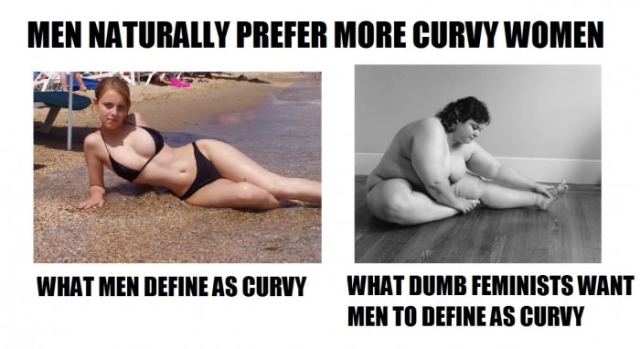 MEN NATURALLY PREFER MORE CURVY WOMEN
WHAT MEN DEFINE AS CURVY
WHAT DUMB FEMINISTS WANT
MEN TO DEFINE AS CURVY